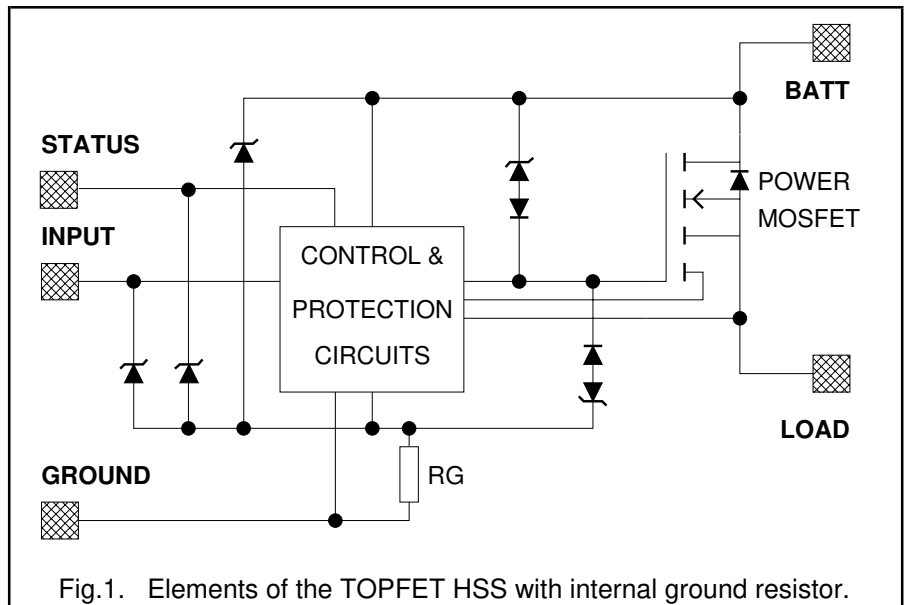 BATT
STATUS
POWER
MOSFET
INPUT
CONTROL &
PROTECTION
CIRCUITS
LOAD
RG
GROUND
Fig.1. Elements of the TOPFET HSS with internal ground resistor.